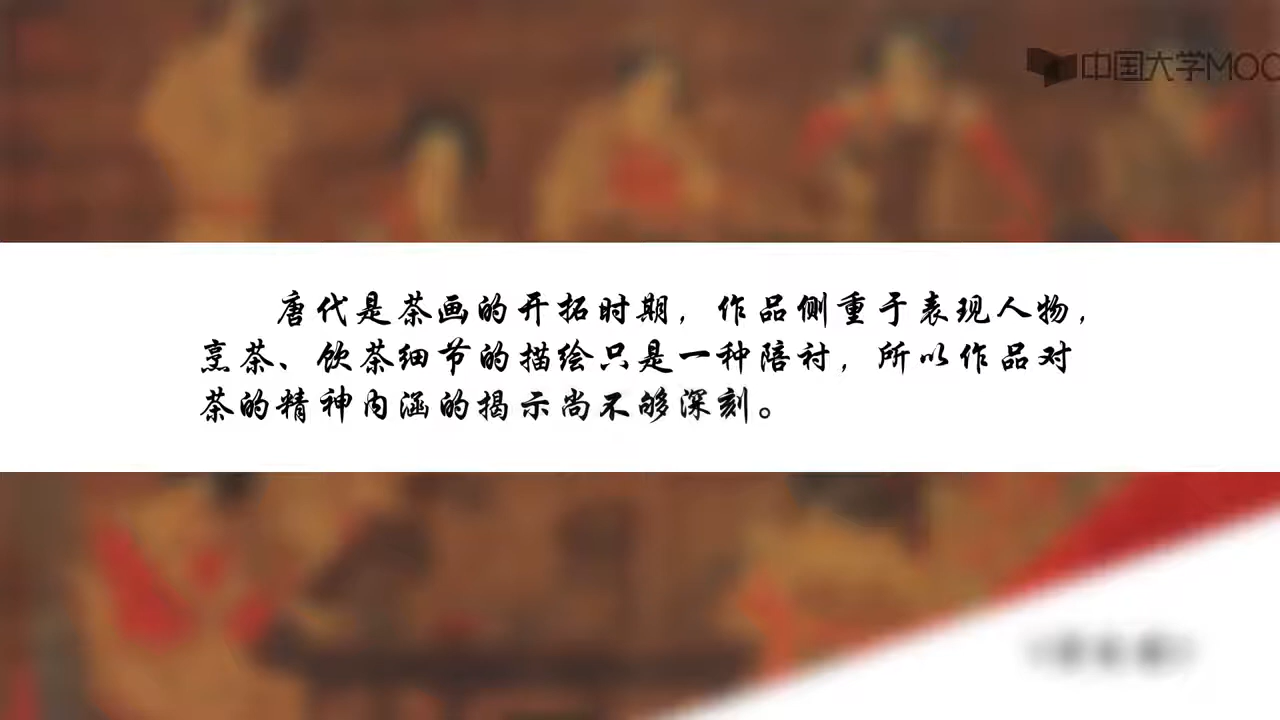 中国大学MOO
唐代是茶画的开拓时期，作品侧重于表现人物，
烹茶、饮茶细节的描绘只是一种陪衬，所以作品对
茶的精神内涵的揭示尚不够深刻。